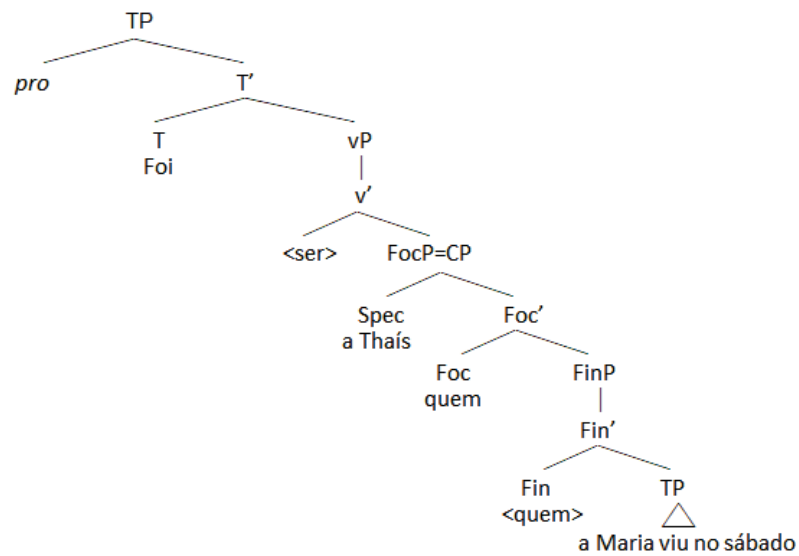 TP
pro T’
T vP
Foi
v’
<ser> FocP=CP
Spec Foc’
a Thaís
Foc FinP
quem
Fin’
Fin TP
<quem>
a Maria viu no sábado